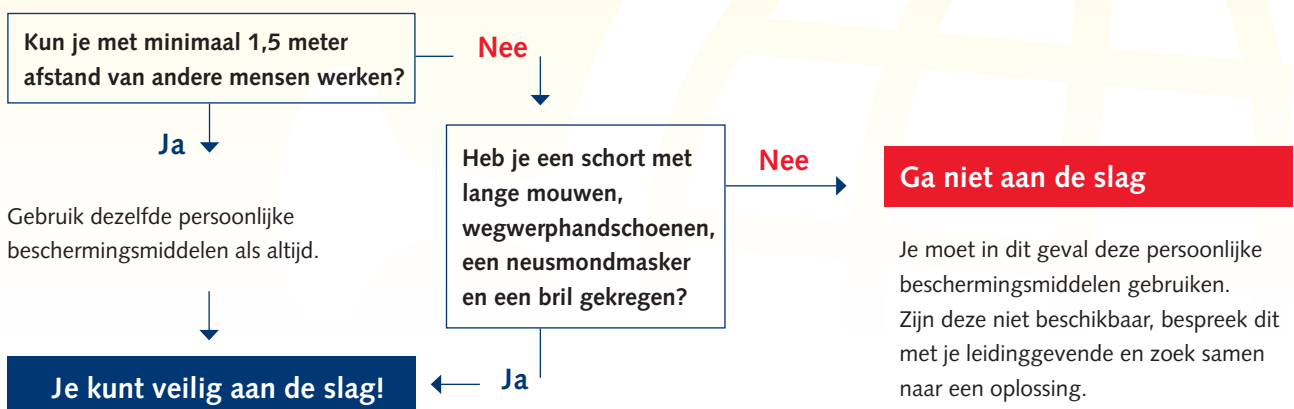 Kun je met minimaal 1,5 meter
afstand van andere mensen werken?
Nee
Ja
Gebruik dezelfde persoonlijke
beschermingsmiddelen als altijd.
Heb je een schort met
lange mouwen,
wegwerphandschoenen,
een neusmondmasker
en een bril gekregen?
Nee
Ga niet aan de slag
Je moet in dit geval deze persoonlijke
beschermingsmiddelen gebruiken.
Zijn deze niet beschikbaar, bespreek dit
met je leidinggevende en zoek samen
naar een oplossing.
Ja
Je kunt veilig aan de slag!